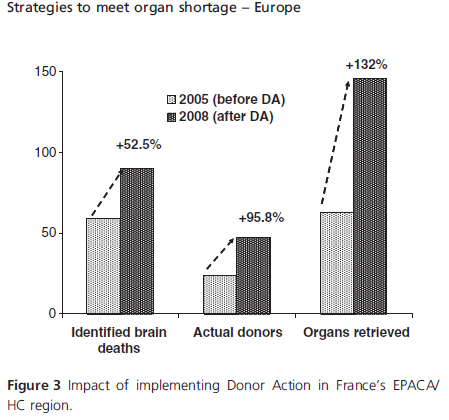 Strategies to meet organ shortage – Europe
150
+132%
2005 (before DA)
2008 (after DA)
+52.5%
100
+95.8%
50
0
Identified brain
deaths
Actual donors
Organs retrieved
Figure 3 Impact of implementing Donor Action in France's EPACA/
HC region.